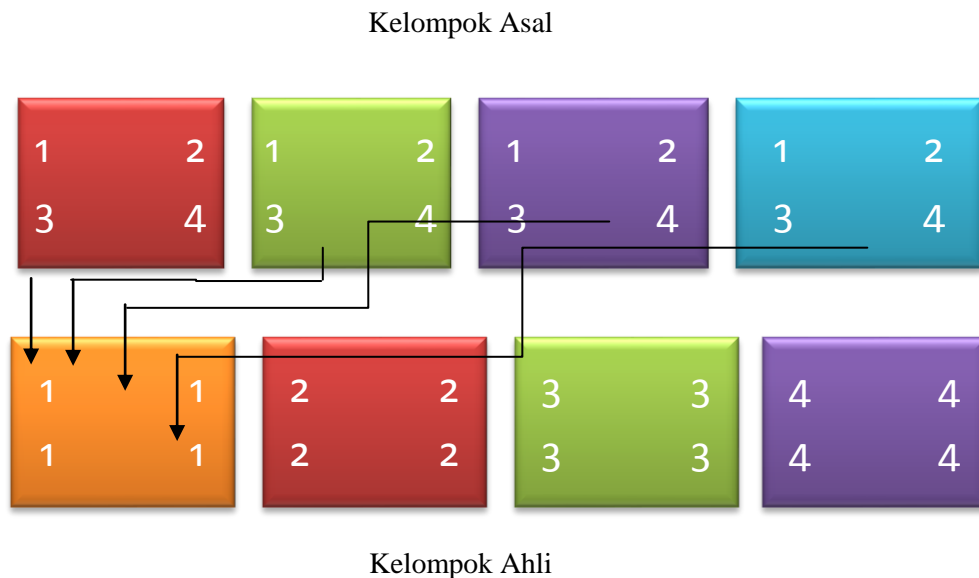 Kelompok Asal
1 2 1 2 1 2 1 2
3 4 3 4 3 4 3 4
1 1 2 2 3 3 4 4
1 1 2 2 3 3 4 4
Kelompok Ahli